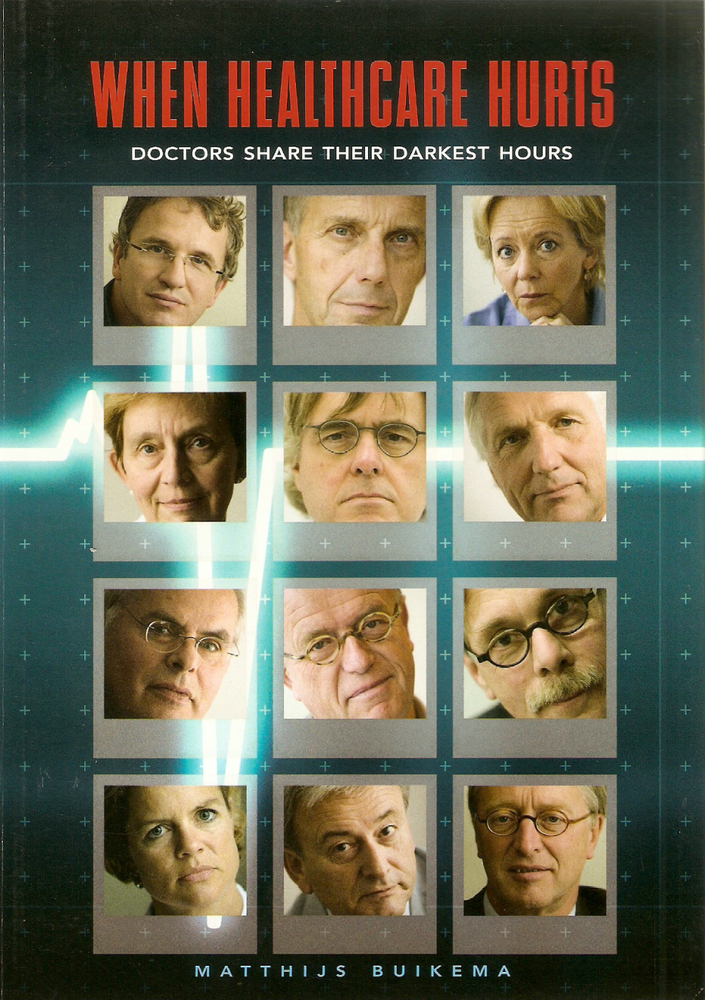 WHEN HEALTHCARE HURTS
DOCTORS SHARE THEIR DARKEST HOURS
MATTHIJS BUIKEMA